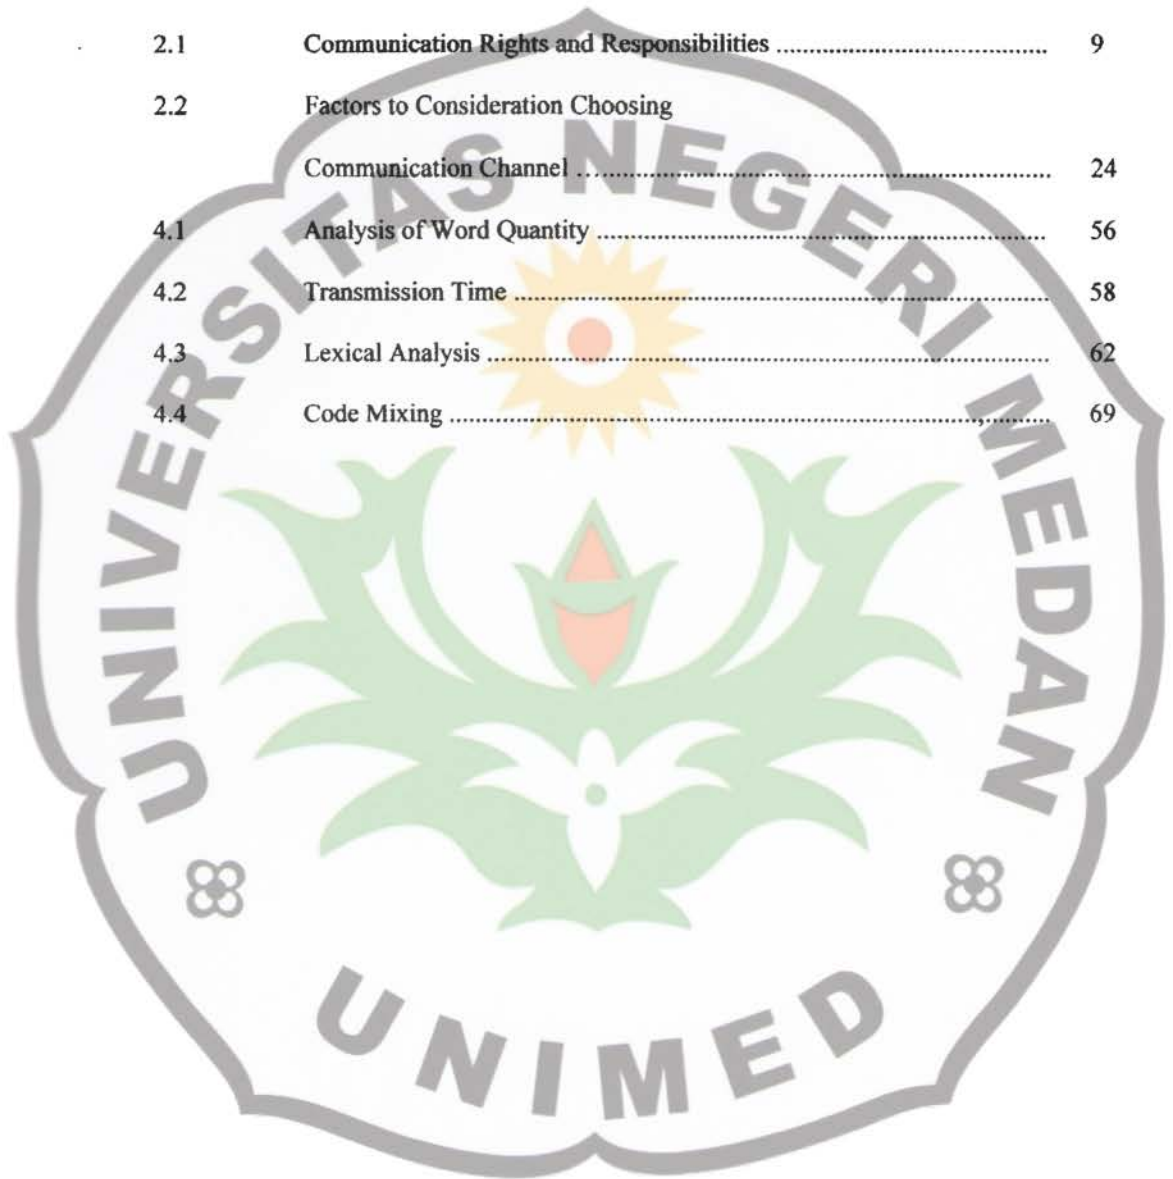 2.1 Communication Rights and Responsibilities .................................... 9
2.2 Factors to Consideration Choosing
Communication Channel ............................................................... 24
4.1 Analysis of Word Quantity ............................................................ 56
4.2 Transmission Time ........................................................................ 58
4.3 Lexical Analysis ........................................................................... 62
4.4 Code Mixing ................................................................................. 69
UNIVERSITAS NEGERI MEDAN
UNIMED